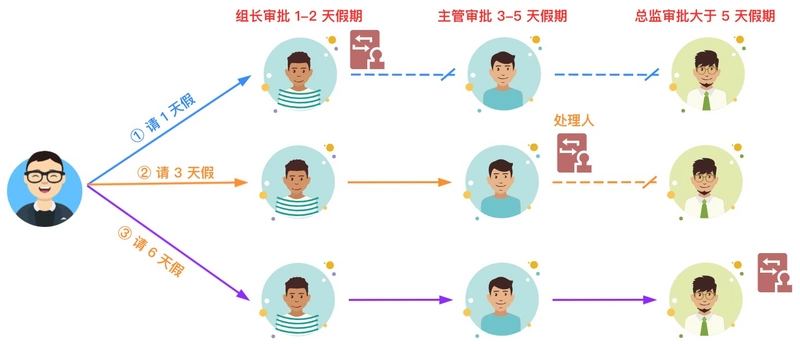 组长审批 1-2 天假期
主管审批 3-5 天假期
总监审批大于 5 天假期
① 请 1 天假
处理人
② 请 3 天假
③ 请 6 天假